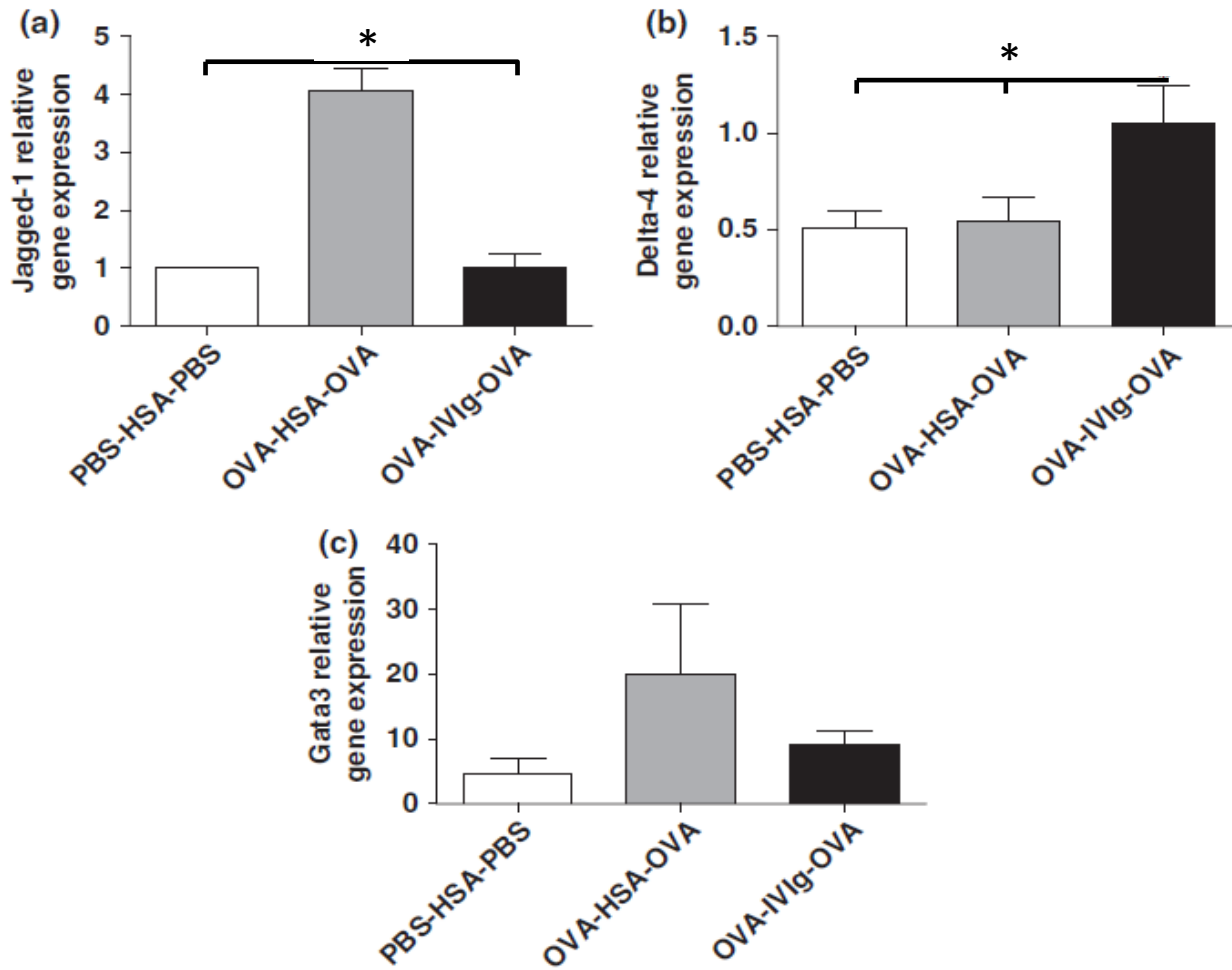 (a)
*
Jagged-1 relative
gene expression
5
4
3
2
1
0
PBS-HSA-PBS
OVA-HSA-OVA
OVA-IVIg-OVA
(b)
*
Delta-4 relative
gene expression
1.5
1.0
0.5
0.0
PBS-HSA-PBS
OVA-HSA-OVA
OVA-IVIg-OVA
(c)
Gata3 relative
gene expression
40
30
20
10
0
PBS-HSA-PBS
OVA-HSA-OVA
OVA-IVIg-OVA